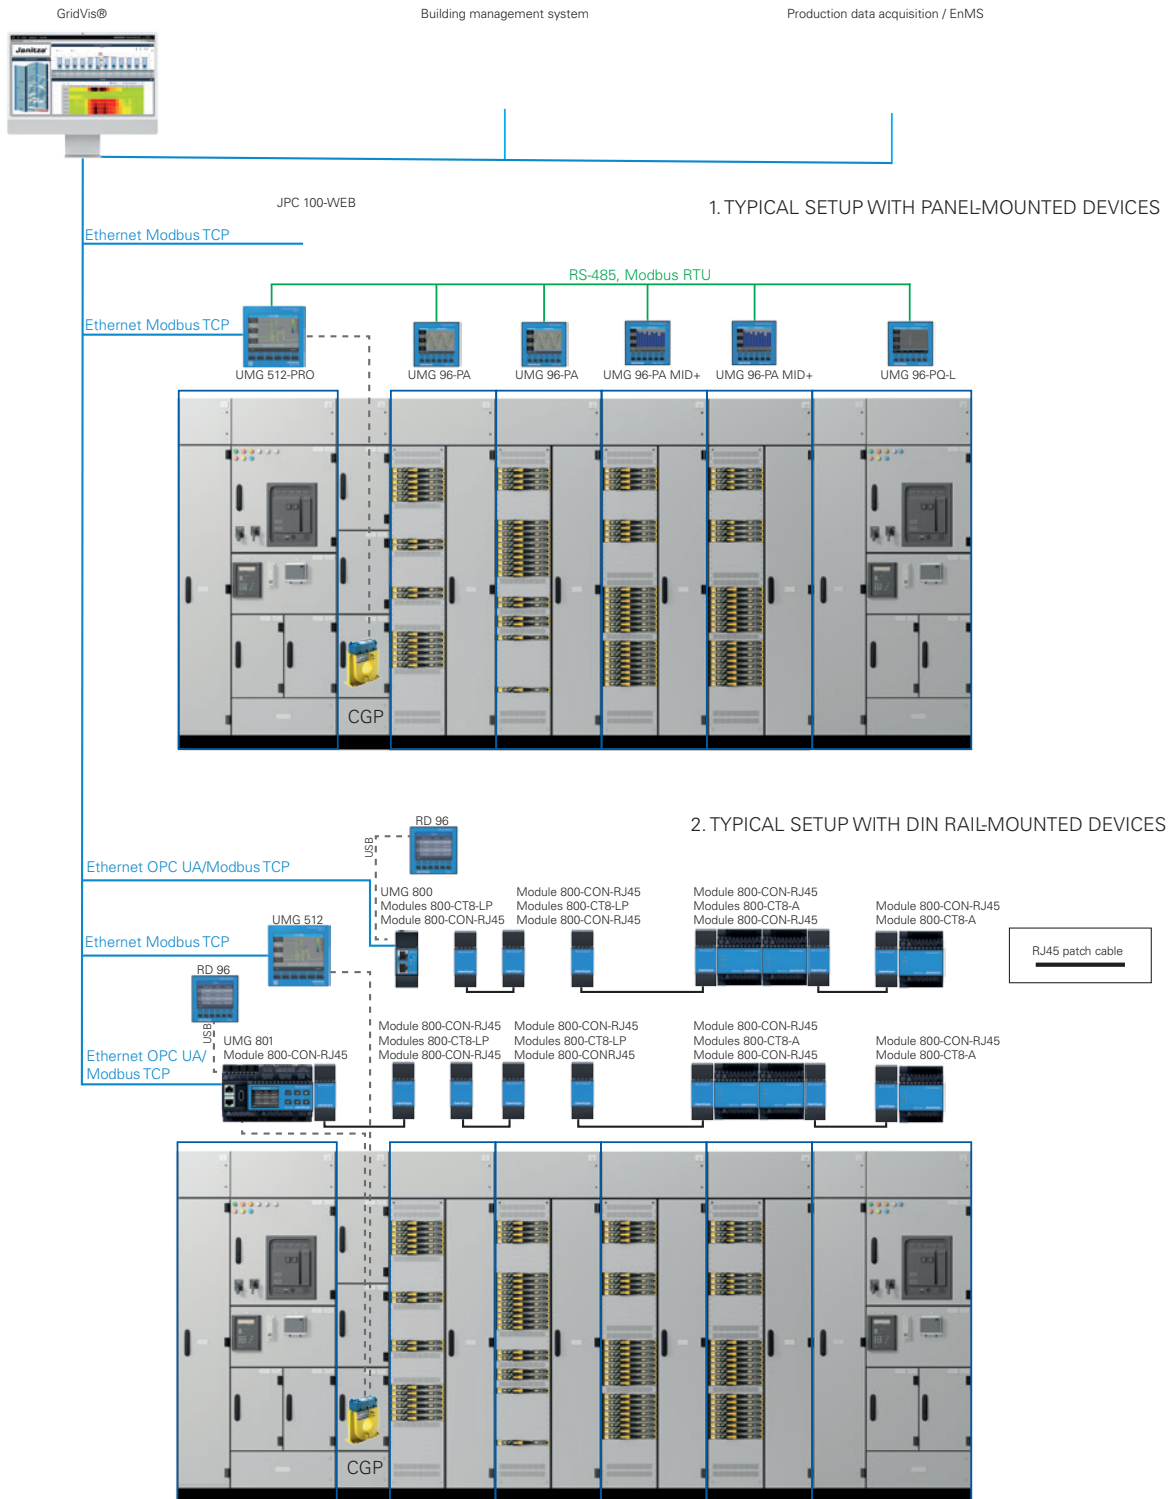 GridVis®
Building management system
Production data acquisition / EnMS
Janitza
JPC 100-WEB
1. TYPICAL SETUP WITH PANEL-MOUNTED DEVICES
Ethernet Modbus TCP
RS-485, Modbus RTU
Ethernet Modbus TCP
UMG 512-PRO
UMG 96-PA
UMG 96-PA
UMG 96-PA MID+
UMG 96-PA MID+
UMG 96-PQ-L
CGP
2. TYPICAL SETUP WITH DIN RAIL-MOUNTED DEVICES
RD 96
USB
Ethernet OPC UA/Modbus TCP
UMG 800
Modules 800-CT8-LP
Module 800-CON-RJ45
Module 800-CON-RJ45
Modules 800-CT8-LP
Module 800-CON-RJ45
Module 800-CON-RJ45
Modules 800-CT8-A
Module 800-CON-RJ45
Module 800-CON-RJ45
Module 800-CT8-A
UMG 512
Ethernet Modbus TCP
RJ45 patch cable
RD 96
USB
UMG 801
Module 800-CON-RJ45
Ethernet OPC UA/
Modbus TCP
Module 800-CON-RJ45
Modules 800-CT8-LP
Module 800-CON-RJ45
Module 800-CON-RJ45
Modules 800-CT8-LP
Module 800-CONRJ45
Module 800-CON-RJ45
Modules 800-CT8-A
Module 800-CON-RJ45
Module 800-CON-RJ45
Module 800-CT8-A
CGP